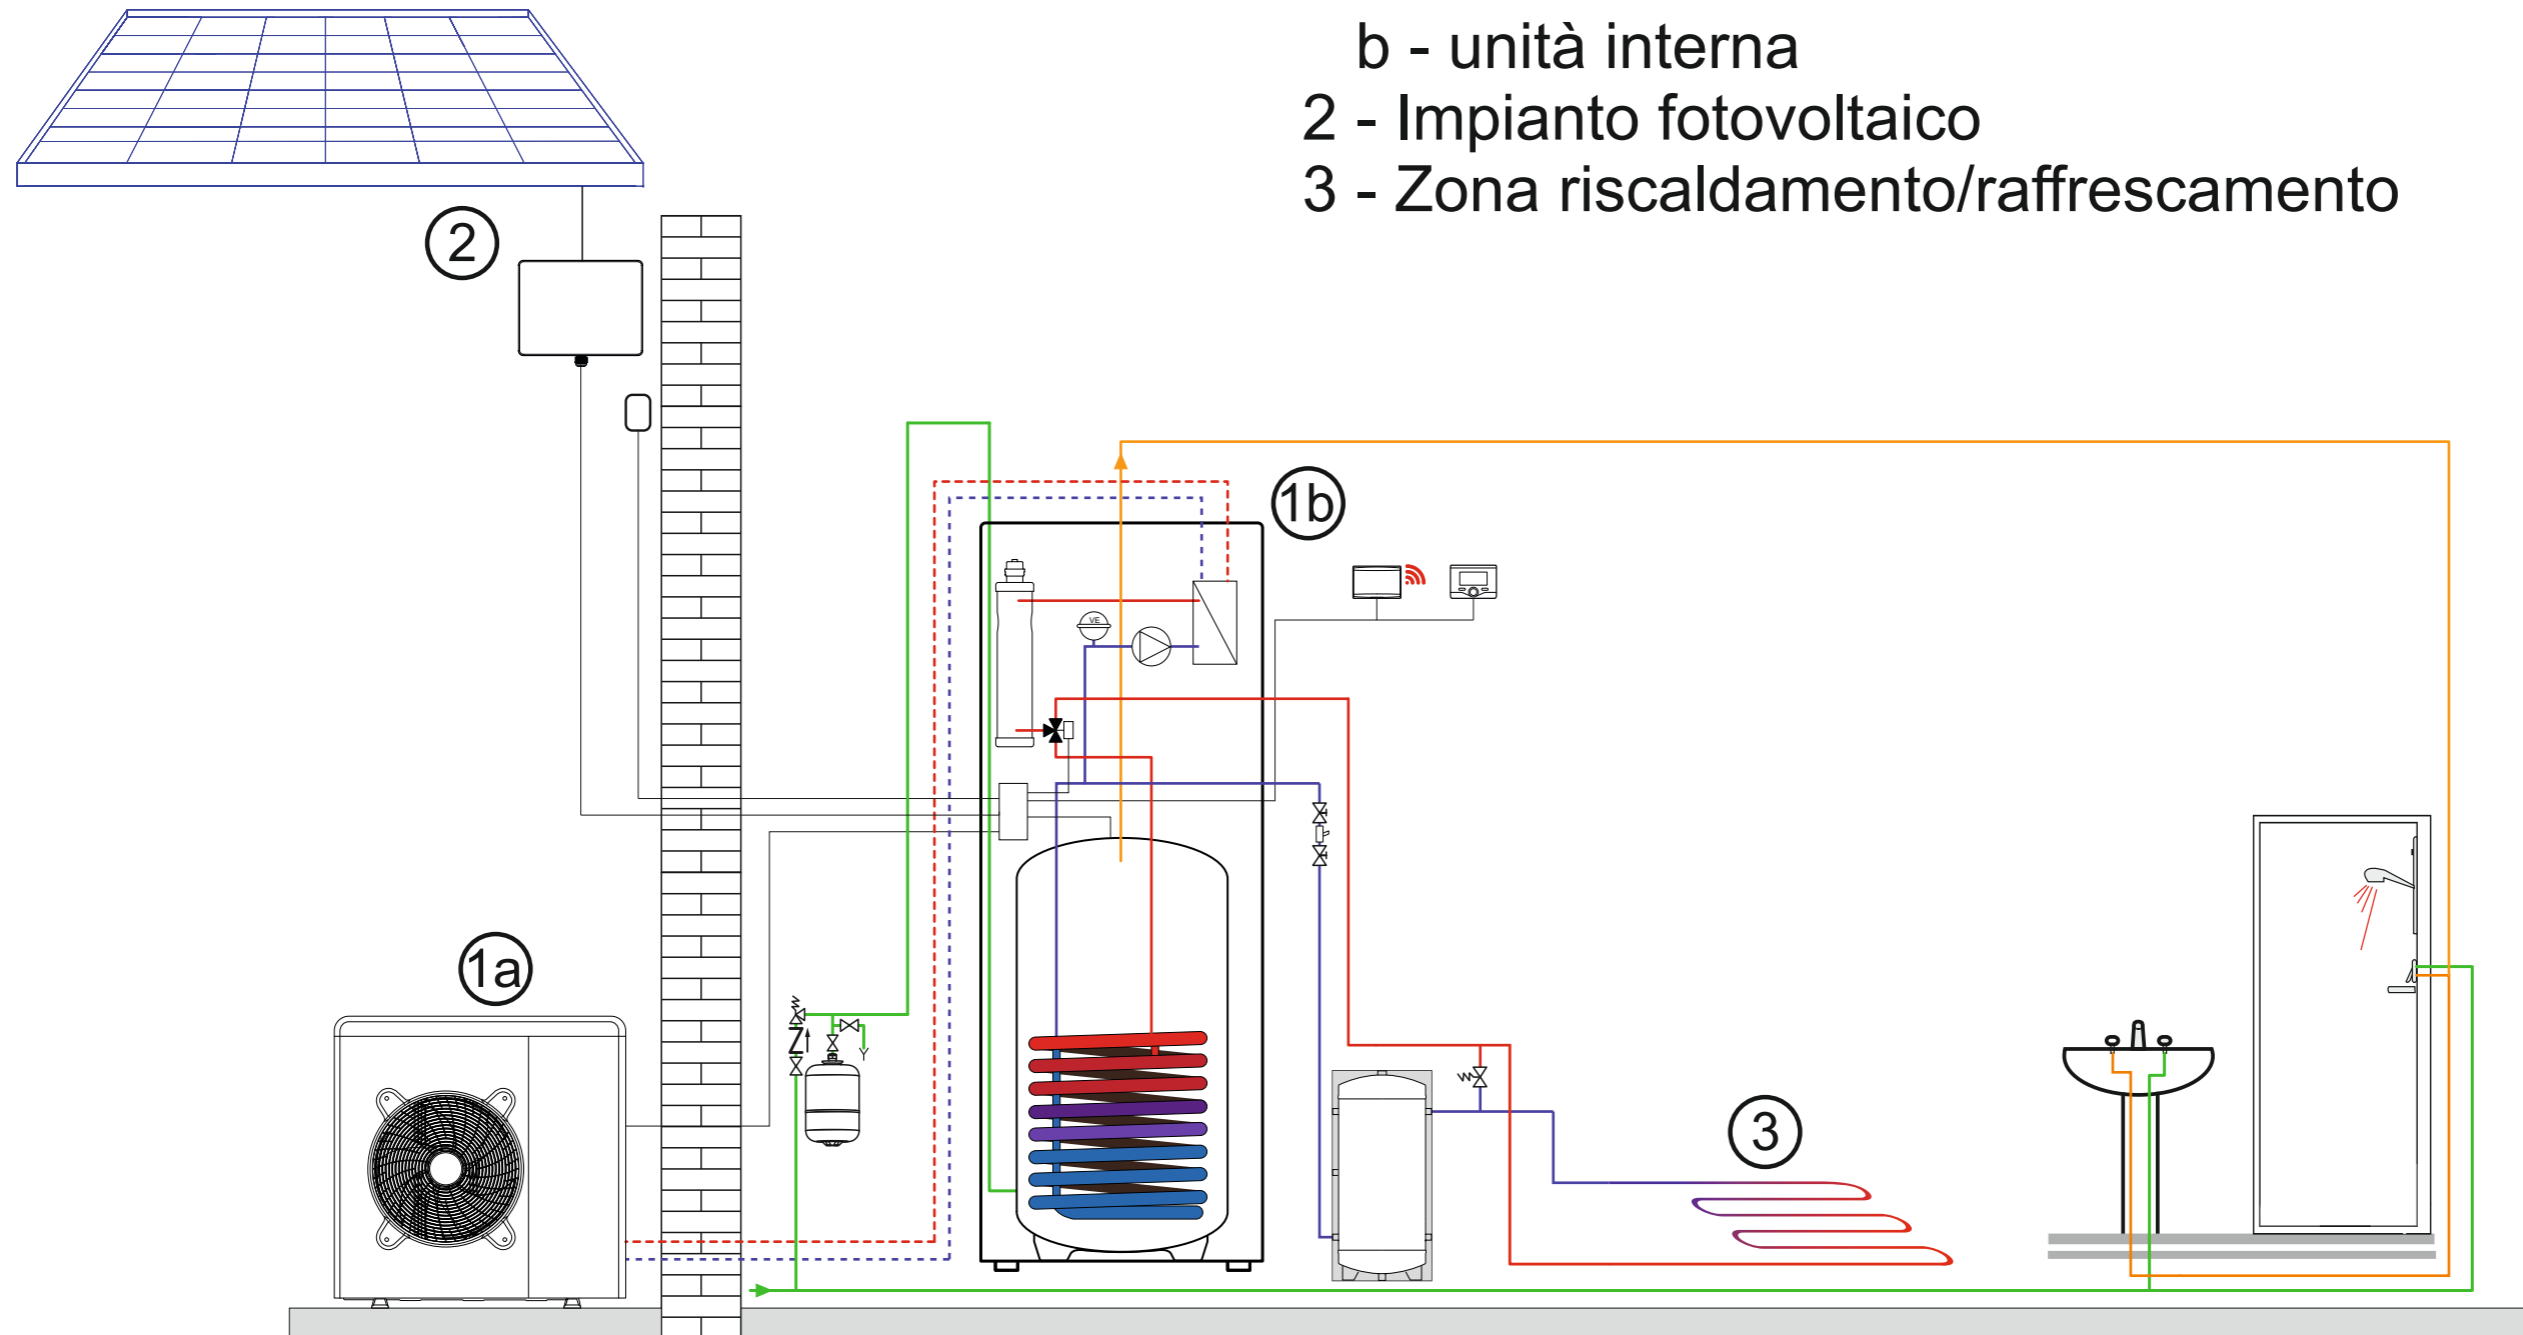 b - unità interna
2 - Impianto fotovoltaico
3 - Zona riscaldamento/raffrescamento
2
1b
VE
1a
3